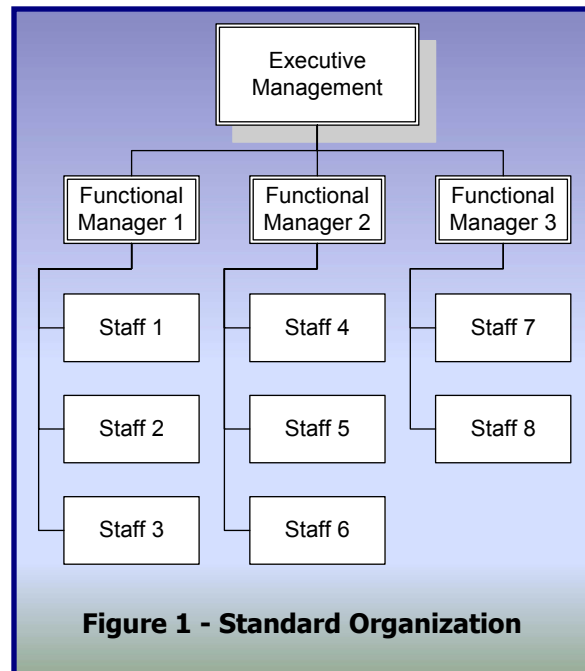 Executive
Management
Functional
Manager 1
Functional
Manager 2
Functional
Manager 3
Staff 1
Staff 4
Staff 7
Staff 2
Staff 5
Staff 8
Staff 3
Staff 6
Figure 1 - Standard Organization